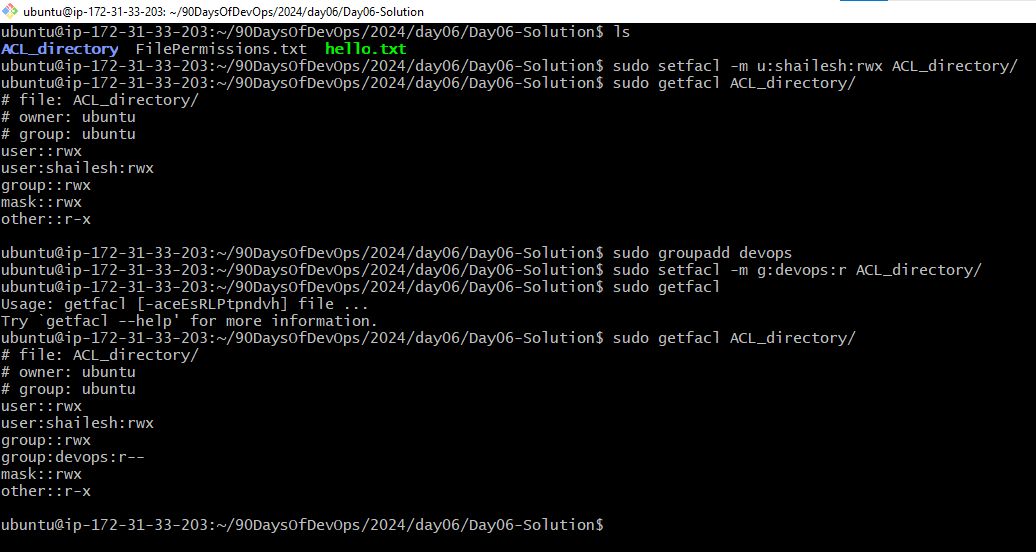 ubuntu@ip-172-31-33-203: ~/90DaysOfDevOps/2024/day06/Day06-Solution
ubuntu@ip-172-31-33-203:~/90DaysOfDevOps/2024/day06/Day06-Solution$ ls
ACL_directory  FilePermissions.txt  hello.txt
ubuntu@ip-172-31-33-203:~/90DaysOfDevOps/2024/day06/Day06-Solution$ sudo setfacl -m u:shailesh:rwx ACL_directory/
ubuntu@ip-172-31-33-203:~/90DaysOfDevOps/2024/day06/Day06-Solution$ sudo getfacl ACL_directory/
# file: ACL_directory/
# owner: ubuntu
# group: ubuntu
user::rwx
user:shailesh:rwx
group::rwx
mask::rwx
other::r-x
ubuntu@ip-172-31-33-203:~/90DaysOfDevOps/2024/day06/Day06-Solution$ sudo groupadd devops
ubuntu@ip-172-31-33-203:~/90DaysOfDevOps/2024/day06/Day06-Solution$ sudo setfacl -m g:devops:r ACL_directory/
ubuntu@ip-172-31-33-203:~/90DaysOfDevOps/2024/day06/Day06-Solution$ sudo getfacl
Usage: getfacl [-aceEsRLPtpndvh] file ...
Try `getfacl --help' for more information.
ubuntu@ip-172-31-33-203:~/90DaysOfDevOps/2024/day06/Day06-Solution$ sudo getfacl ACL_directory/
# file: ACL_directory/
# owner: ubuntu
# group: ubuntu
user::rwx
user:shailesh:rwx
group::rwx
group:devops:r--
mask::rwx
other::r-x
ubuntu@ip-172-31-33-203:~/90DaysOfDevOps/2024/day06/Day06-Solution$